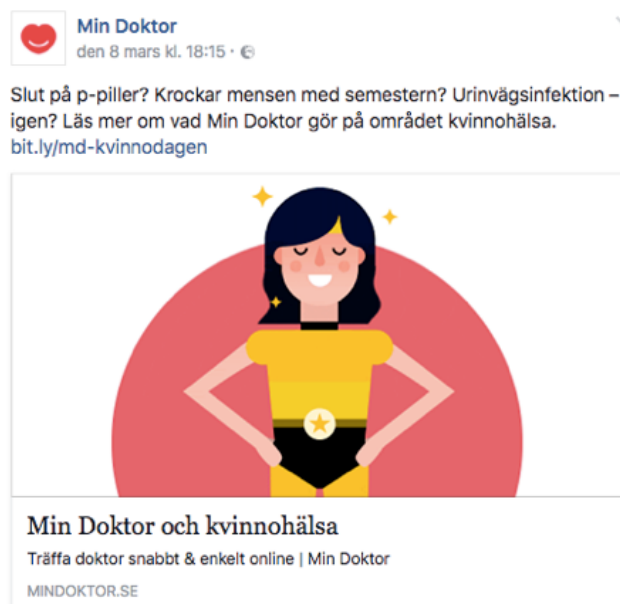 Min Doktor
den 8 mars kl. 18:15 ·
Slut på p-piller? Krockar mensen med semestern? Urinvägsinfektion –
igen? Läs mer om vad Min Doktor gör på området kvinnohälsa.
bit.ly/md-kvinnodagen
Min Doktor och kvinnohälsa
Träffa doktor snabbt & enkelt online | Min Doktor
MINDOKTOR.SE